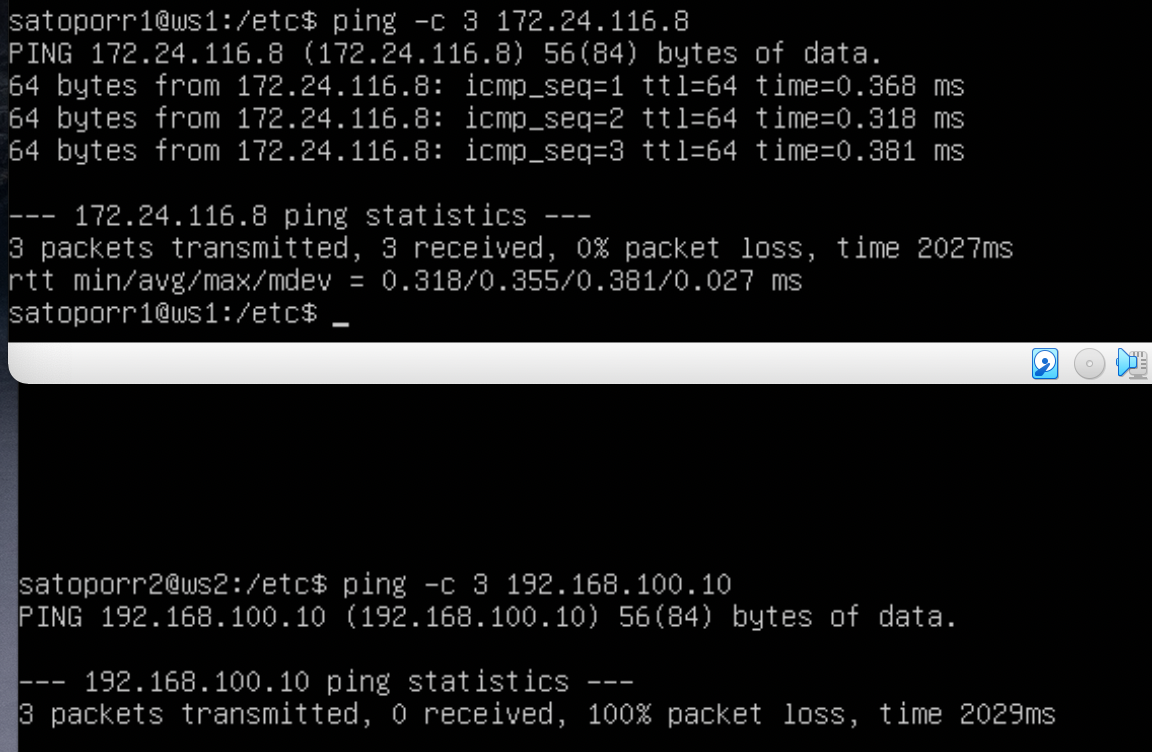 satoporr1@ws1:/etc$ ping -c 3 172.24.116.8
PING 172.24.116.8 (172.24.116.8) 56(84) bytes of data.
64 bytes from 172.24.116.8: icmp_seq=1 ttl=64 time=0.368 ms
64 bytes from 172.24.116.8: icmp_seq=2 ttl=64 time=0.318 ms
64 bytes from 172.24.116.8: icmp_seq=3 ttl=64 time=0.381 ms
--- 172.24.116.8 ping statistics ---
3 packets transmitted, 3 received, 0% packet loss, time 2027ms
rtt min/avg/max/mdev = 0.318/0.355/0.381/0.027 ms
satoporr1@ws1:/etc$ _
satoporr2@ws2:/etc$ ping -c 3 192.168.100.10
PING 192.168.100.10 (192.168.100.10) 56(84) bytes of data.
--- 192.168.100.10 ping statistics ---
3 packets transmitted, 0 received, 100% packet loss, time 2029ms